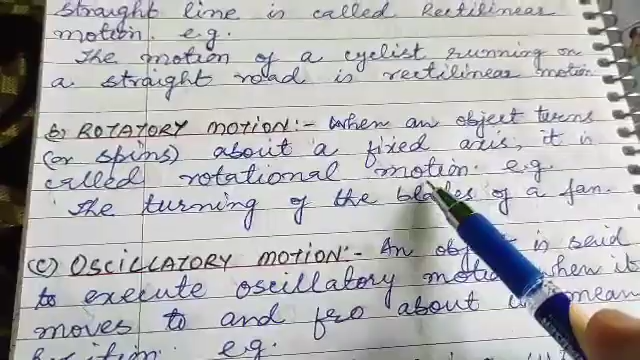 straight line is called Rectilinear
motion. e.g.
The motion of a cyclist running on
a straight road is rectilinear motion
b) ROTATORY MOTION:- When an object turns
(or spins) about a fixed axis, it is
called rotational motion. e.g.
The turning of the blades of a fan.
(c) OSCILLATORY MOTION:- An object is said
to execute oscillatory motion when it
moves to and fro about mean
e.g.